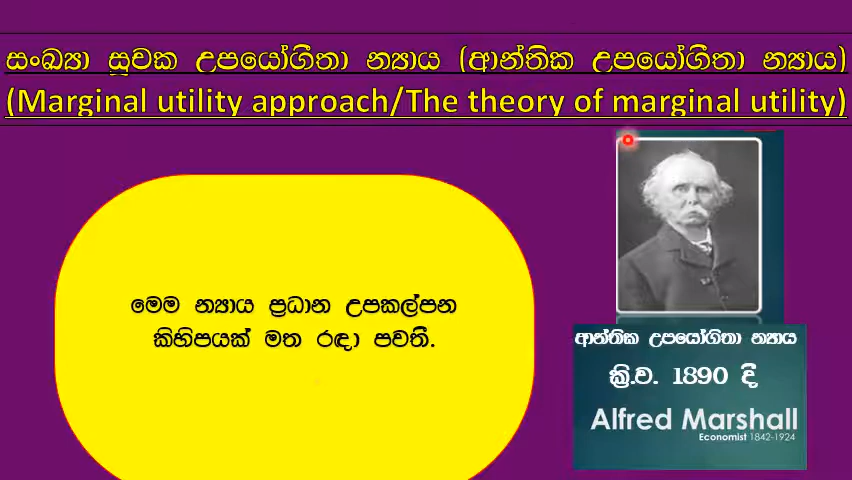 සංඛ්‍යා සූචක උපයෝගීතා න්‍යාය (ආන්තික උපයෝගීතා න්‍යාය)
(Marginal utility approach/The theory of marginal utility)
මෙම න්‍යාය ප්‍රධාන උපකල්පන
කිහිපයක් මත රඳා පවතී.
ආන්තික උපයෝගිතා න්‍යාය
ක්‍රි.ව. 1890 දී
Alfred Marshall
Economist 1842-1924